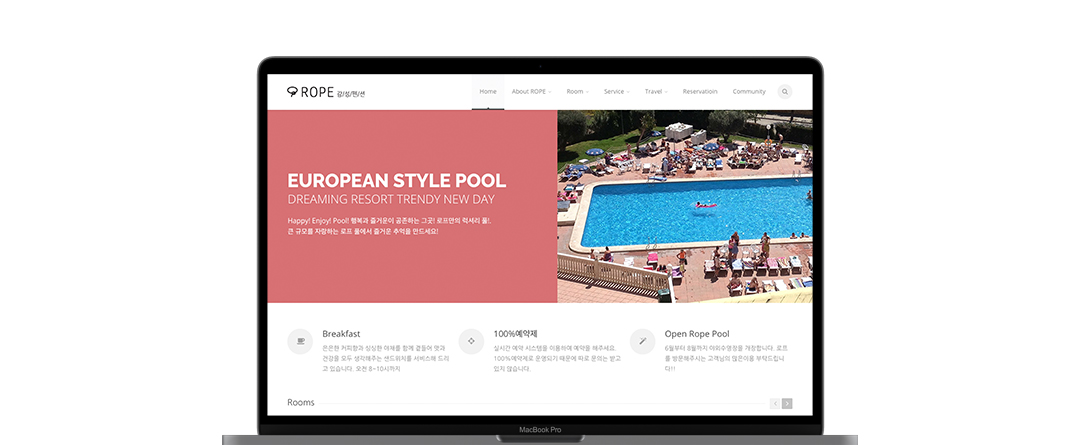 ROPE 감/성/펜/션
Home About ROPE Room Service Travel Reservatioin Community
EUROPEAN STYLE POOL
DREAMING RESORT TRENDY NEW DAY
Happy! Enjoy! Pool! 행복과 즐거운이 공존하는 그곳! 로프만의 럭셔리 풀!.
큰 규모를 자랑하는 로프 풀에서 즐거운 추억을 만드세요!
Breakfast
은은한 커피향과 싱싱한 야채를 함께 곁들어 맛과
건강을 모두 생각해주는 샌드위치를 서비스해 드리
고 있습니다. 오전 8~10시까지
100%예약제
실시간 예약 시스템을 이용하여 예약을 해주세요.
100%예약제로 운영되기 때문에 따로 문의는 받고
있지 않습니다.
Open Rope Pool
6월부터 8월까지 야외수영장을 개장합니다. 로프
를 방문해주시는 고객님의 많은이용 부탁드립니
다!!
Rooms
MacBook Pro